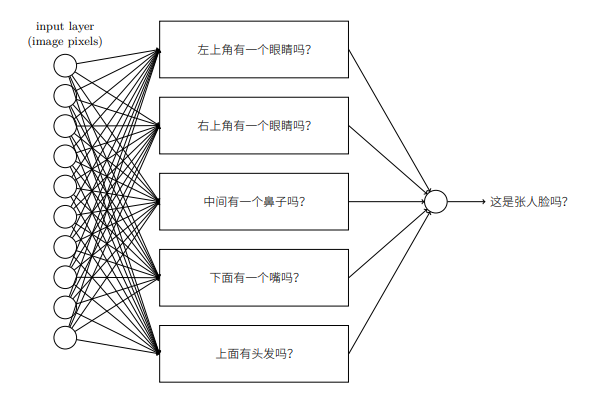 input layer
(image pixels)
左上角有一个眼睛吗?
右上角有一个眼睛吗?
中间有一个鼻子吗?
下面有一个嘴吗?
上面有头发吗?
这是张人脸吗?